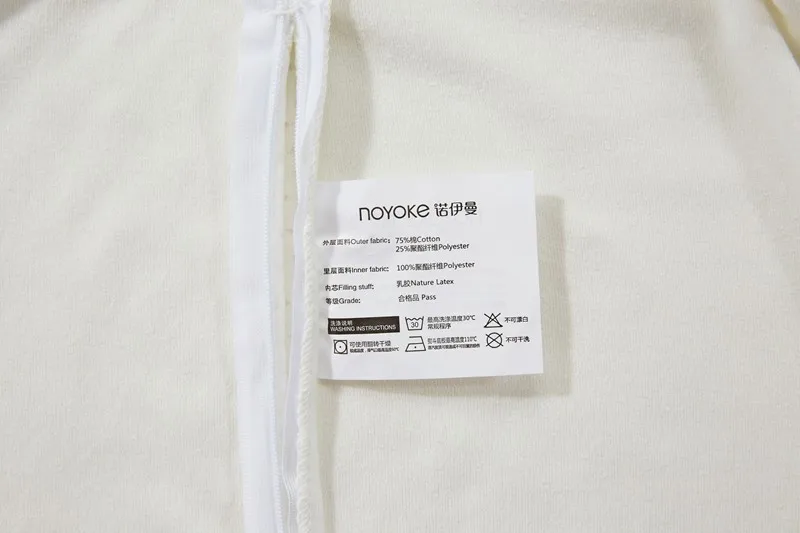 noyoke 诺伊曼
外层面料Outer fabric: 75%棉Cotton
25%聚酯纤维Polyester
里层面料Inner fabric: 100%聚酯纤维Polyester
内芯Filling stuff: 乳胶Nature Latex
等级Grade: 合格品 Pass
洗涤说明
WASHING INSTRUCTIONS
30
最高洗涤温度30℃
常规程序
不可漂白
可使用翻转干燥
熨斗底板最高温度110℃
不可干洗